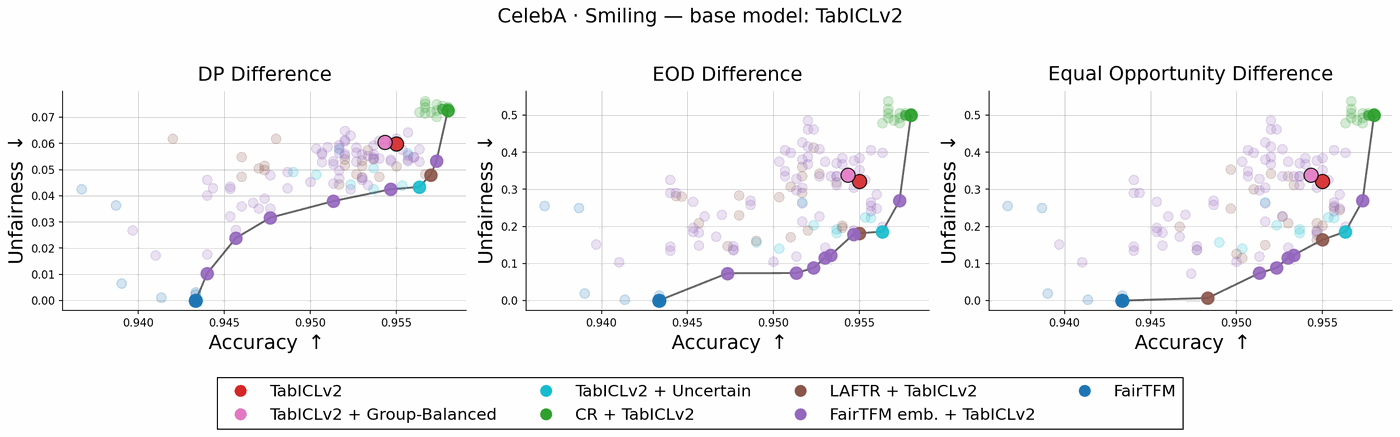 CelebA · Smiling — base model: TabICLv2
DP Difference
EOD Difference
Equal Opportunity Difference
Unfairness ↓
0.07
0.06
0.05
0.04
0.03
0.02
0.01
0.00
0.940
0.945
0.950
0.955
Accuracy ↑
Unfairness ↓
0.5
0.4
0.3
0.2
0.1
0.0
0.940
0.945
0.950
0.955
Accuracy ↑
Unfairness ↓
0.5
0.4
0.3
0.2
0.1
0.0
0.940
0.945
0.950
0.955
Accuracy ↑
TabICLv2
TabICLv2 + Group-Balanced
TabICLv2 + Uncertain
CR + TabICLv2
LAFTR + TabICLv2
FairTFM emb. + TabICLv2
FairTFM